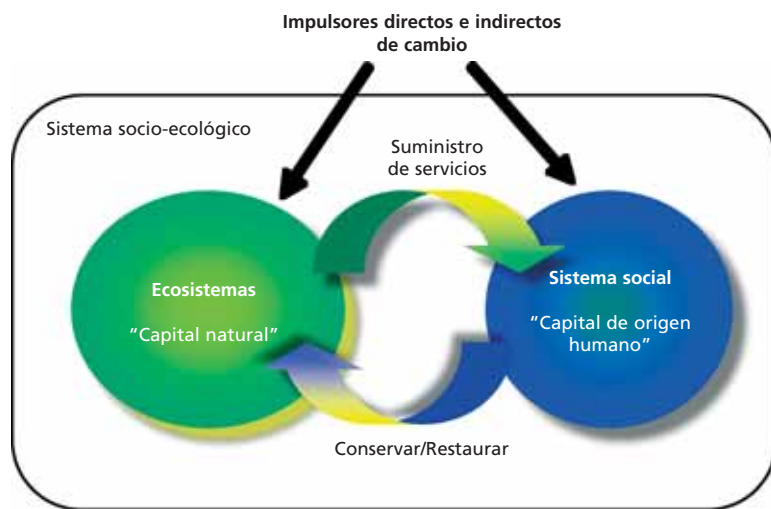 Impulsores directos e indirectos
de cambio
Sistema socio-ecológico
Suministro
de servicios
Ecosistemas
“Capital natural”
Sistema social
“Capital de origen
humano”
Conservar/Restaurar